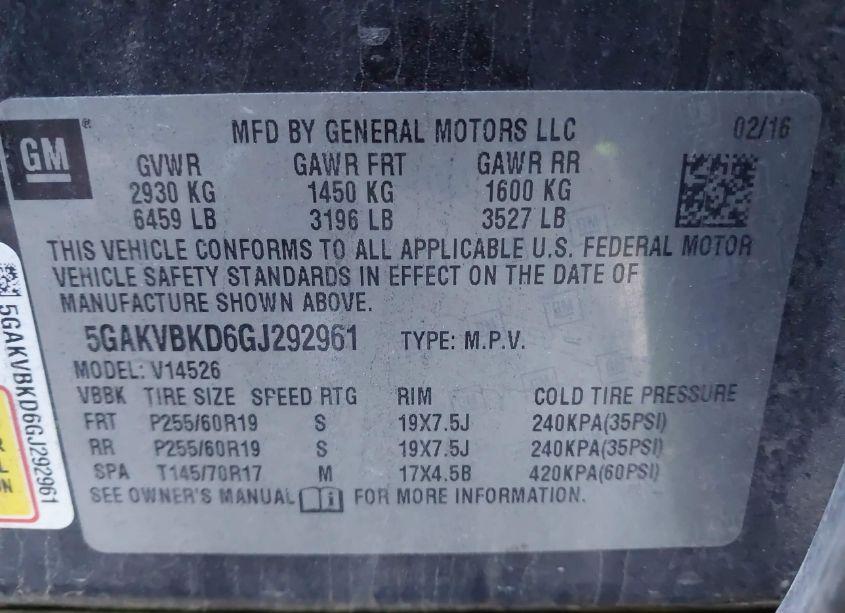 GM
®
MFD BY GENERAL MOTORS LLC 02/16
GVWR GAWR FRT GAWR RR
2930 KG 1450 KG 1600 KG
6459 LB 3196 LB 3527 LB
THIS VEHICLE CONFORMS TO ALL APPLICABLE U.S. FEDERAL MOTOR
VEHICLE SAFETY STANDARDS IN EFFECT ON THE DATE OF
MANUFACTURE SHOWN ABOVE.
5GAKVBKD6GJ292961 TYPE: M.P.V.
MODEL: V14526
VBBK TIRE SIZE SPEED RTG RIM COLD TIRE PRESSURE
FRT P255/60R19 S 19X7.5J 240KPA(35PSI)
RR P255/60R19 S 19X7.5J 240KPA(35PSI)
SPA T145/70R17 M 17X4.5B 420KPA(60PSI)
SEE OWNER'S MANUAL FOR MORE INFORMATION.
5GAKVBKD6GJ292961